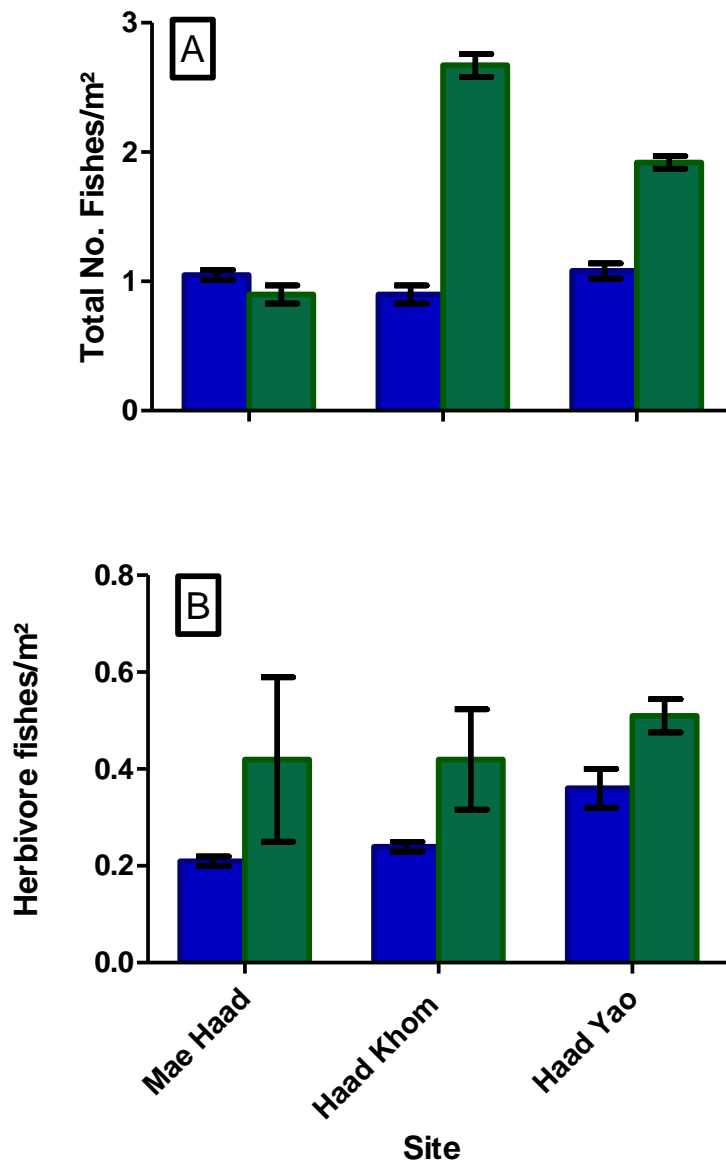 A
Total No. Fishes/m²
3
2
1
0
B
Herbivore fishes/m²
0.8
0.6
0.4
0.2
0.0
Mae Haad
Haad Khom
Haad Yao
Site